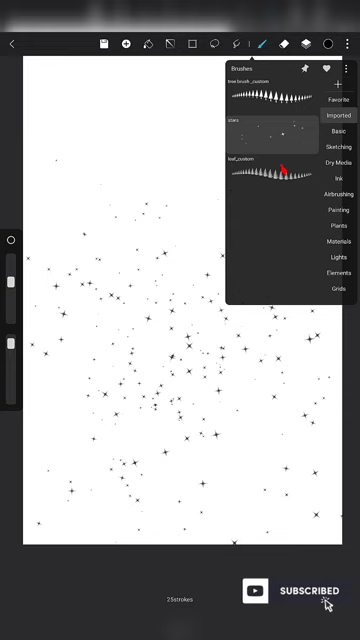 Brushes
tree brush _custom
stars
leaf_custom
Favorite
Imported
Basic
Sketching
Dry Media
Ink
Airbrushing
Painting
Plants
Materials
Lights
Elements
Grids
25strokes
SUBSCRIBED